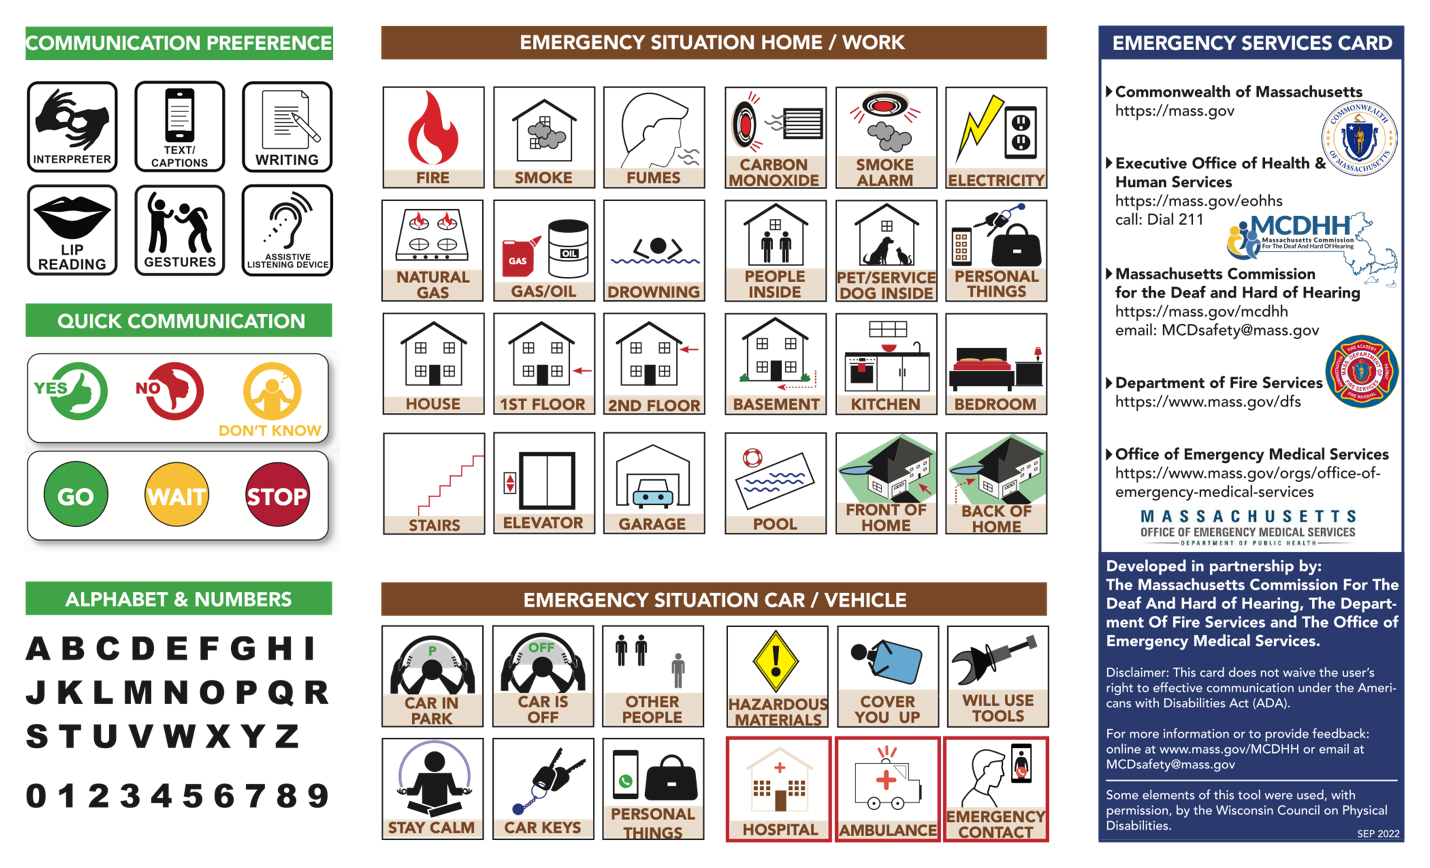 COMMUNICATION PREFERENCE
INTERPRETER
TEXT/
CAPTIONS
WRITING
LIP
READING
GESTURES
ASSISTIVE
LISTENING DEVICE
QUICK COMMUNICATION
YES
NO
DON'T KNOW
GO
WAIT
STOP
ALPHABET & NUMBERS
A B C D E F G H I
J K L M N O P Q R
S T U V W X Y Z
0 1 2 3 4 5 6 7 8 9
EMERGENCY SITUATION HOME / WORK
FIRE
SMOKE
FUMES
CARBON
MONOXIDE
SMOKE
ALARM
ELECTRICITY
NATURAL
GAS
GAS
OIL
GAS/OIL
DROWNING
PEOPLE
INSIDE
PET/SERVICE
DOG INSIDE
PERSONAL
THINGS
HOUSE
1ST FLOOR
2ND FLOOR
BASEMENT
KITCHEN
BEDROOM
STAIRS
ELEVATOR
GARAGE
POOL
FRONT OF
HOME
BACK OF
HOME
EMERGENCY SITUATION CAR / VEHICLE
P
CAR IN
PARK
OFF
CAR IS
OFF
OTHER
PEOPLE
HAZARDOUS
MATERIALS
COVER
YOU UP
WILL USE
TOOLS
STAY CALM
CAR KEYS
PERSONAL
THINGS
HOSPITAL
AMBULANCE
EMERGENCY
CONTACT
EMERGENCY SERVICES CARD
Commonwealth of Massachusetts
https://mass.gov
COMMONWEALTH
OF MASSACHUSETTS
Executive Office of Health &
Human Services
https://mass.gov/eohhs
call: Dial 211
MCDHH
Massachusetts Commission
For The Deaf And Hard Of Hearing
Massachusetts Commission
for the Deaf and Hard of Hearing
https://mass.gov/mcdhh
email: MCDsafety@mass.gov
Department of Fire Services
https://www.mass.gov/dfs
FIRE ACADEMY
MASS. DEPARTMENT OF
FIRE SERVICES
FIRE MARSHAL
Office of Emergency Medical Services
https://www.mass.gov/orgs/office-of-
emergency-medical-services
MASSACHUSETTS
OFFICE OF EMERGENCY MEDICAL SERVICES
DEPARTMENT OF PUBLIC HEALTH
Developed in partnership by:
The Massachusetts Commission For The
Deaf And Hard of Hearing, The Depart-
ment Of Fire Services and The Office of
Emergency Medical Services.
Disclaimer: This card does not waive the user's
right to effective communication under the Ameri-
cans with Disabilities Act (ADA).
For more information or to provide feedback:
online at www.mass.gov/MCDHH or email at
MCDsafety@mass.gov
Some elements of this tool were used, with
permission, by the Wisconsin Council on Physical
Disabilities.
SEP 2022